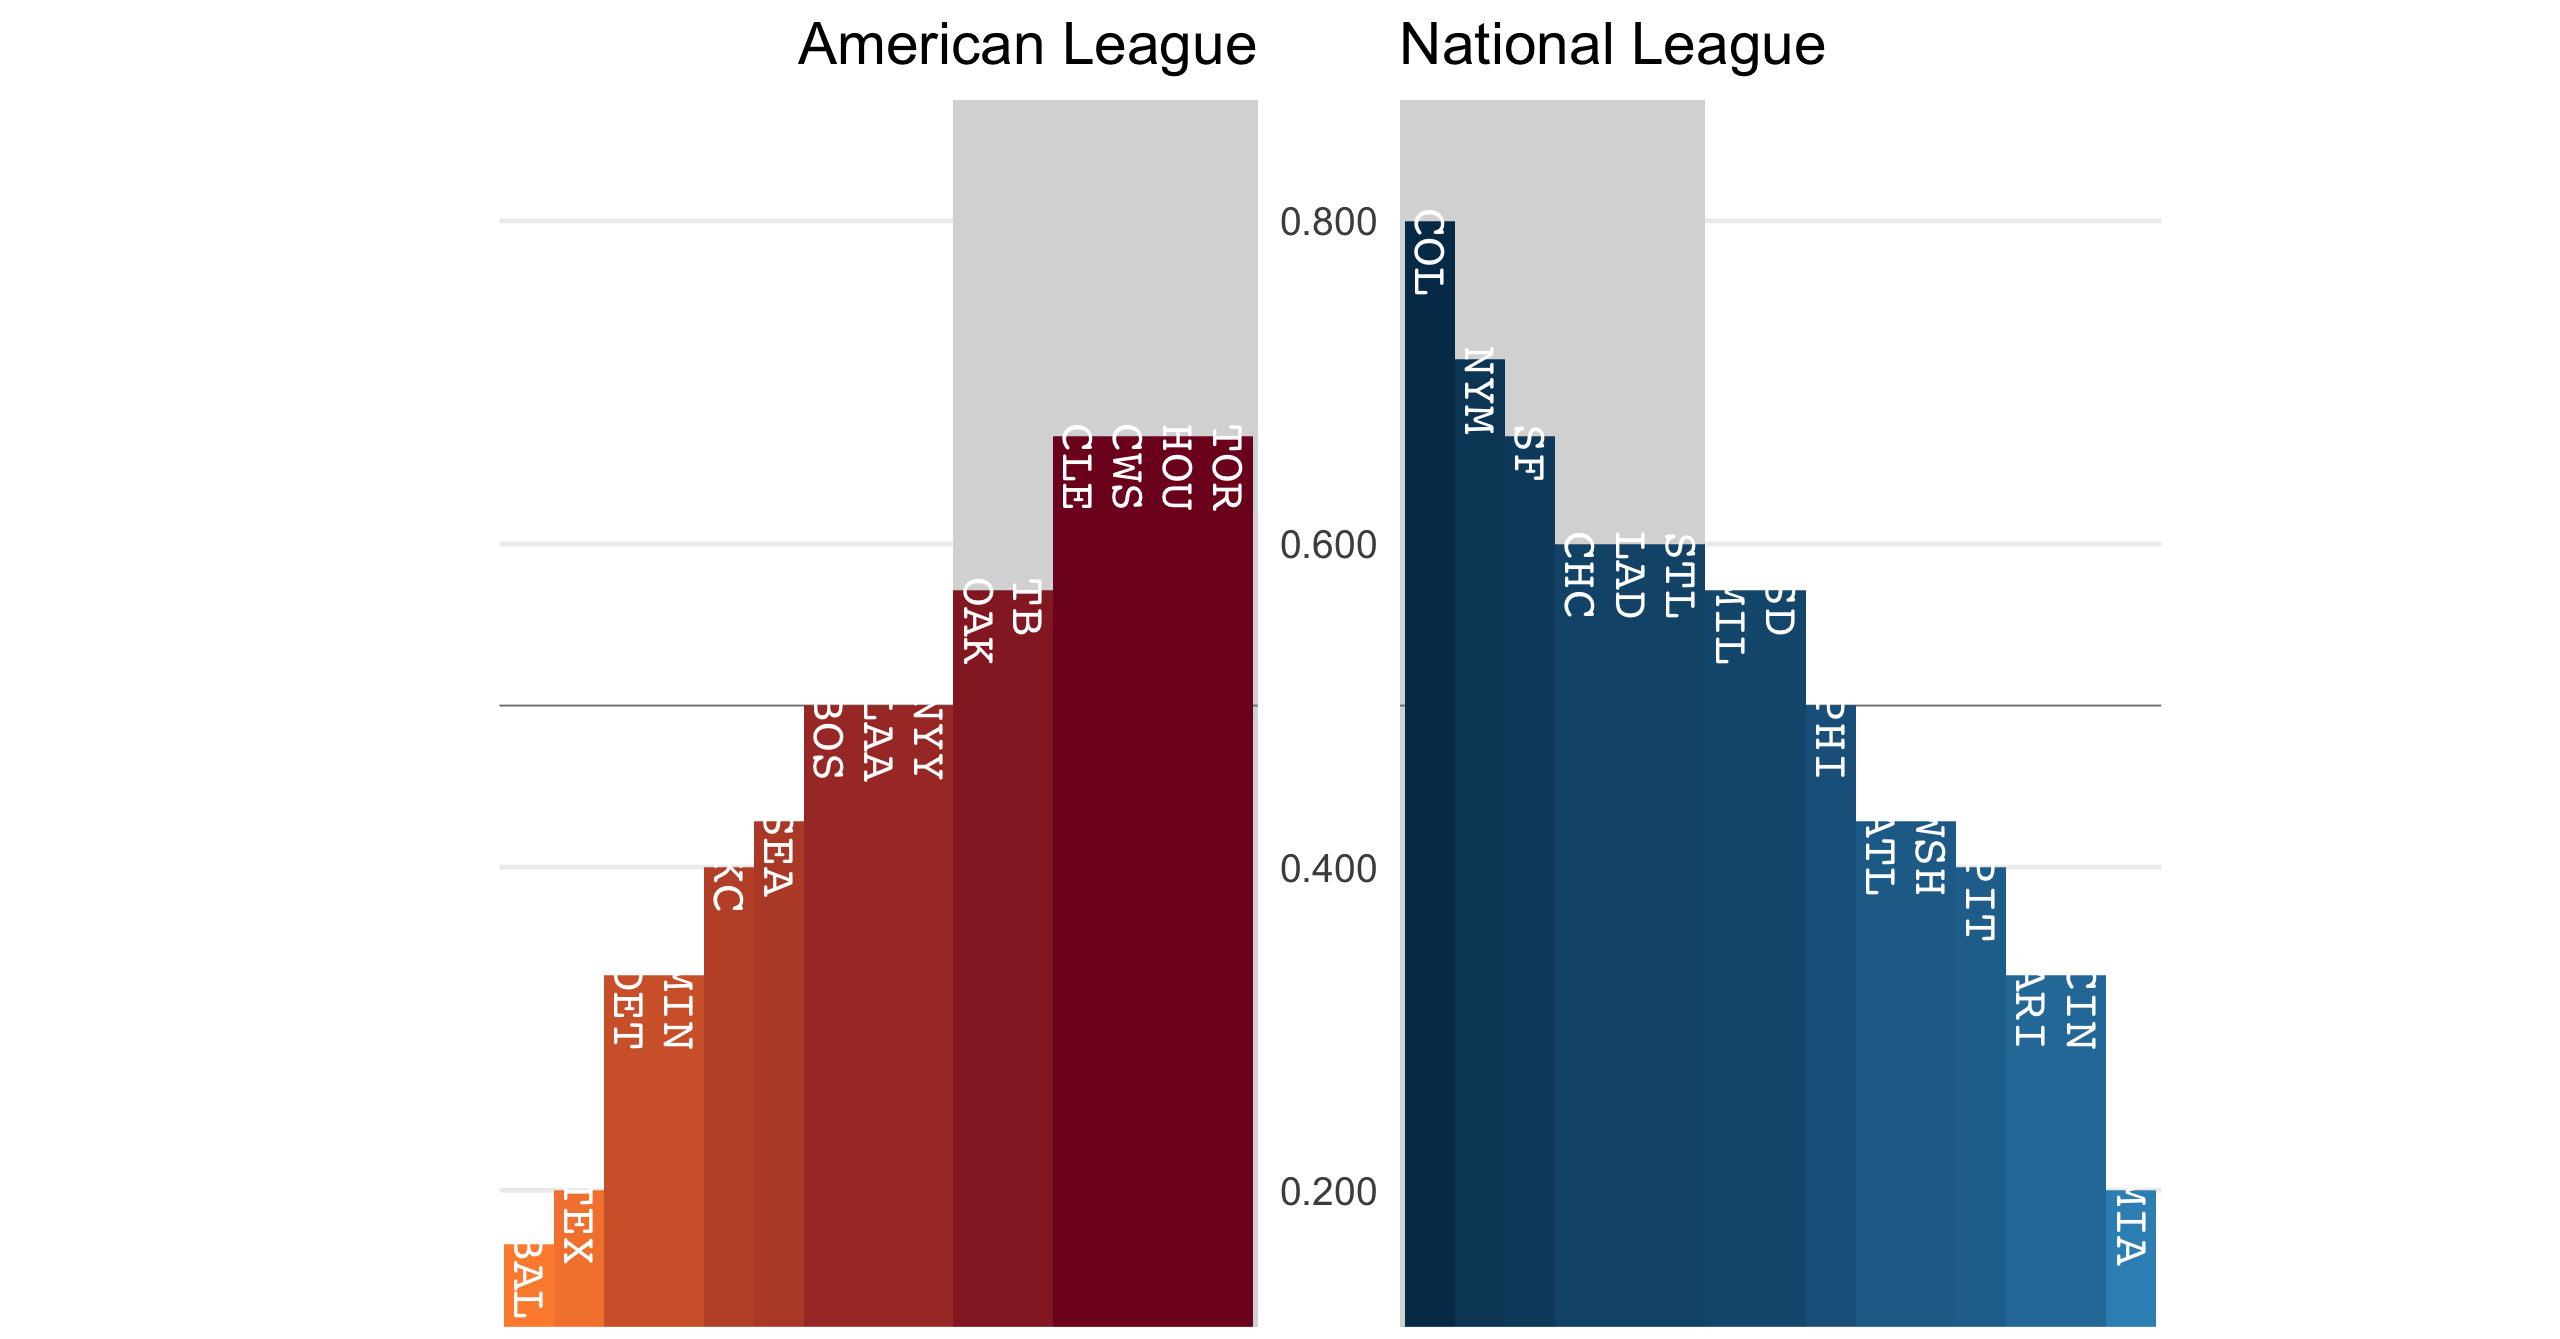 American League
National League
0.800
0.600
0.400
0.200
BAL
TEX
DET
MIN
KC
SEA
BOS
LAA
NYY
OAK
TB
CLE
CWS
HOU
TOR
COL
NYM
SF
CHC
LAD
STL
MIL
SD
PHI
ATL
WSH
PIT
ARI
CIN
MIA